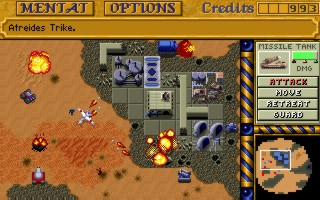 MENTAT OPTIONS Credits 993
Atreides Trike.
MISSILE TANK
DMG
ATTACK
MOVE
RETREAT
GUARD